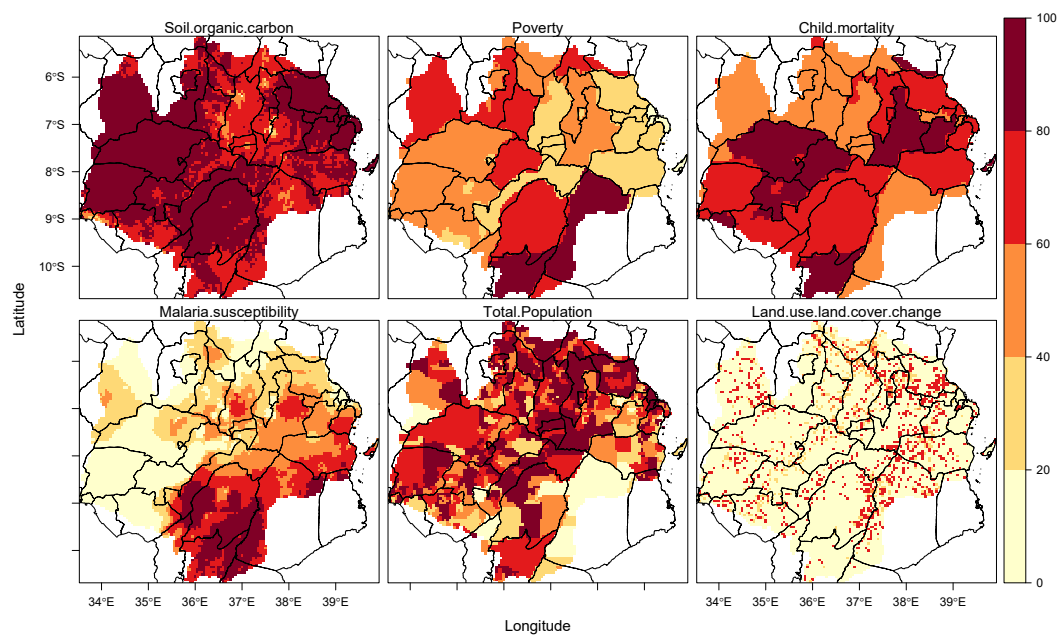 Soil.organic.carbon
Poverty
Child.mortality
100
80
60
40
20
0
6°S
7°S
8°S
9°S
10°S
Latitude
Malaria.susceptibility
Total.Population
Land.use.land.cover.change
34°E 35°E 36°E 37°E 38°E 39°E
34°E 35°E 36°E 37°E 38°E 39°E
Longitude